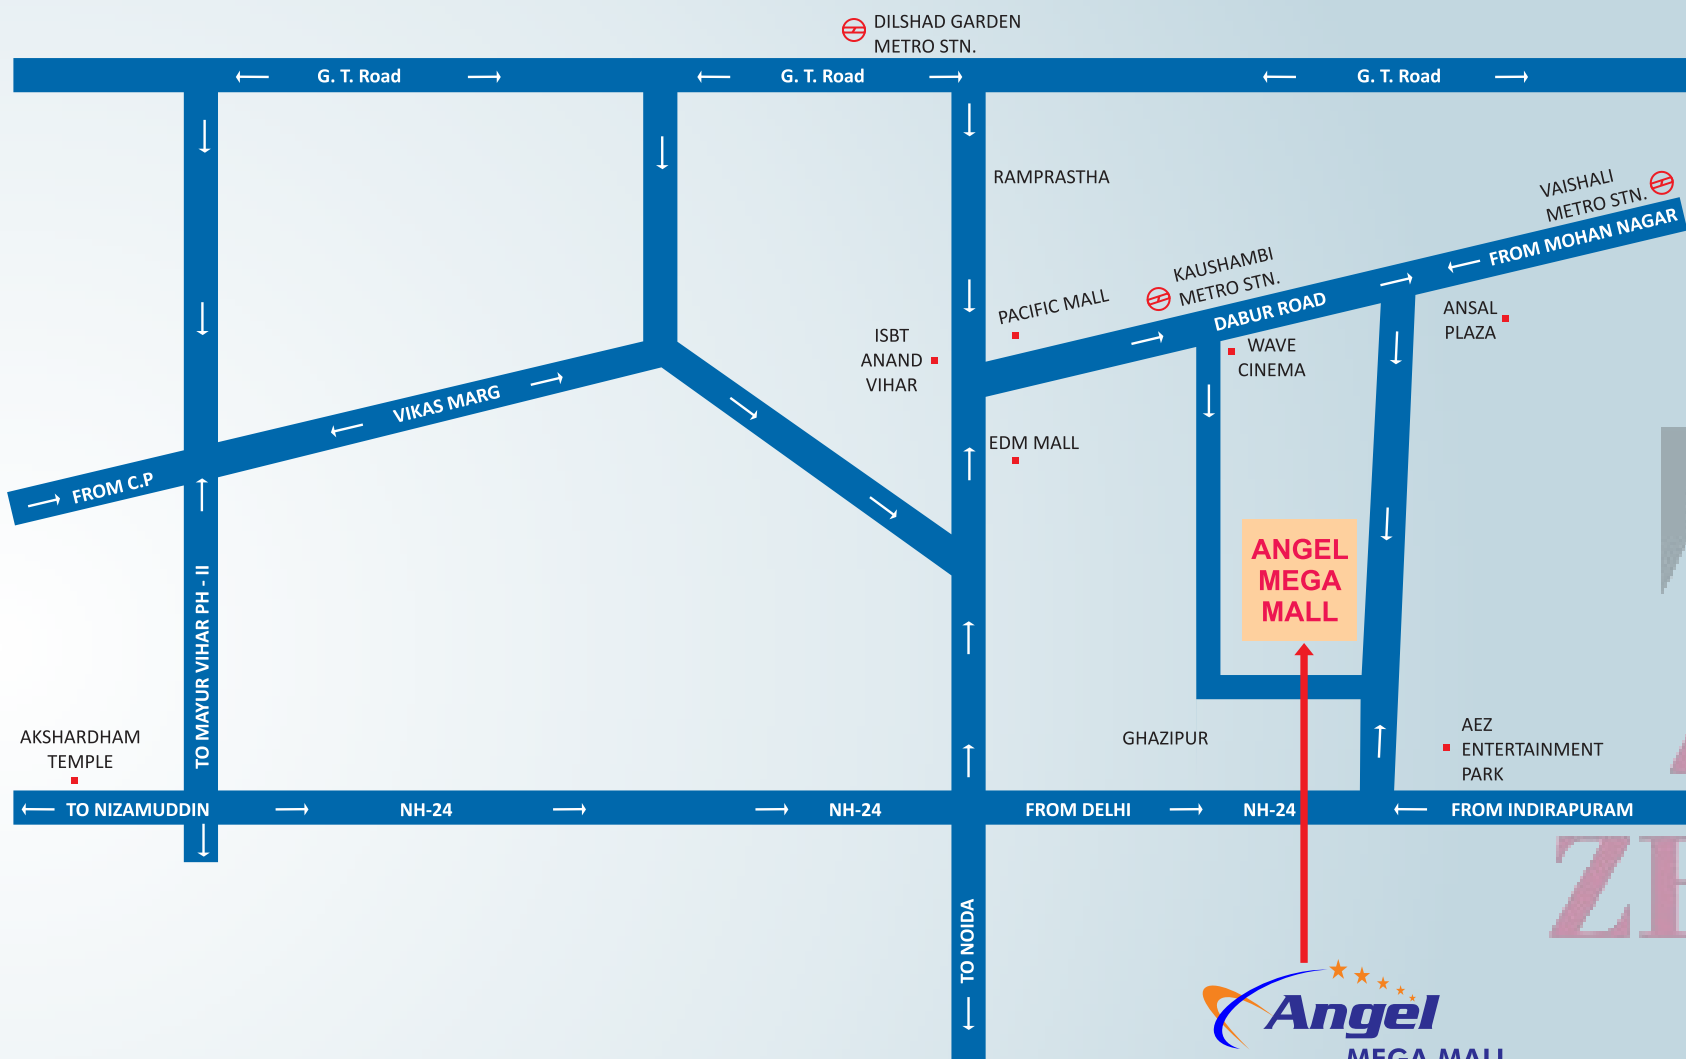 DILSHAD GARDEN
METRO STN.
G. T. Road
G. T. Road
G. T. Road
RAMPRASTHA
VAISHALI
METRO STN.
FROM MOHAN NAGAR
KAUSHAMBI
METRO STN.
PACIFIC MALL
DABUR ROAD
ANSAL
PLAZA
ISBT
ANAND
VIHAR
WAVE
CINEMA
VIKAS MARG
EDM MALL
FROM C.P
ANGEL
MEGA
MALL
TO MAYUR VIHAR PH - II
AKSHARDHAM
TEMPLE
GHAZIPUR
AEZ
ENTERTAINMENT
PARK
TO NIZAMUDDIN
NH-24
NH-24
FROM DELHI
NH-24
FROM INDIRAPURAM
TO NOIDA
Angel
MEGA MALL